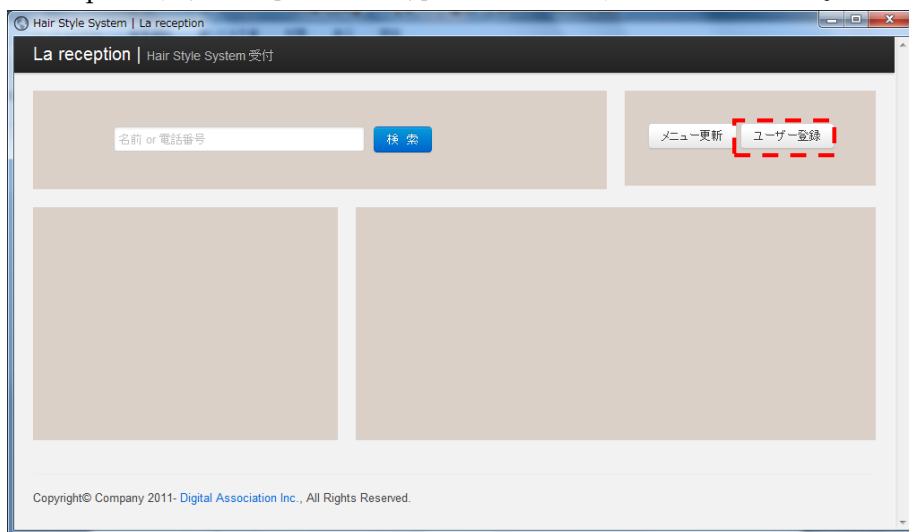 Hair Style System | La reception
La reception | Hair Style System 受付
名前 or 電話番号
検 索
メニュー更新
ユーザー登録
Copyright© Company 2011- Digital Association Inc., All Rights Reserved.